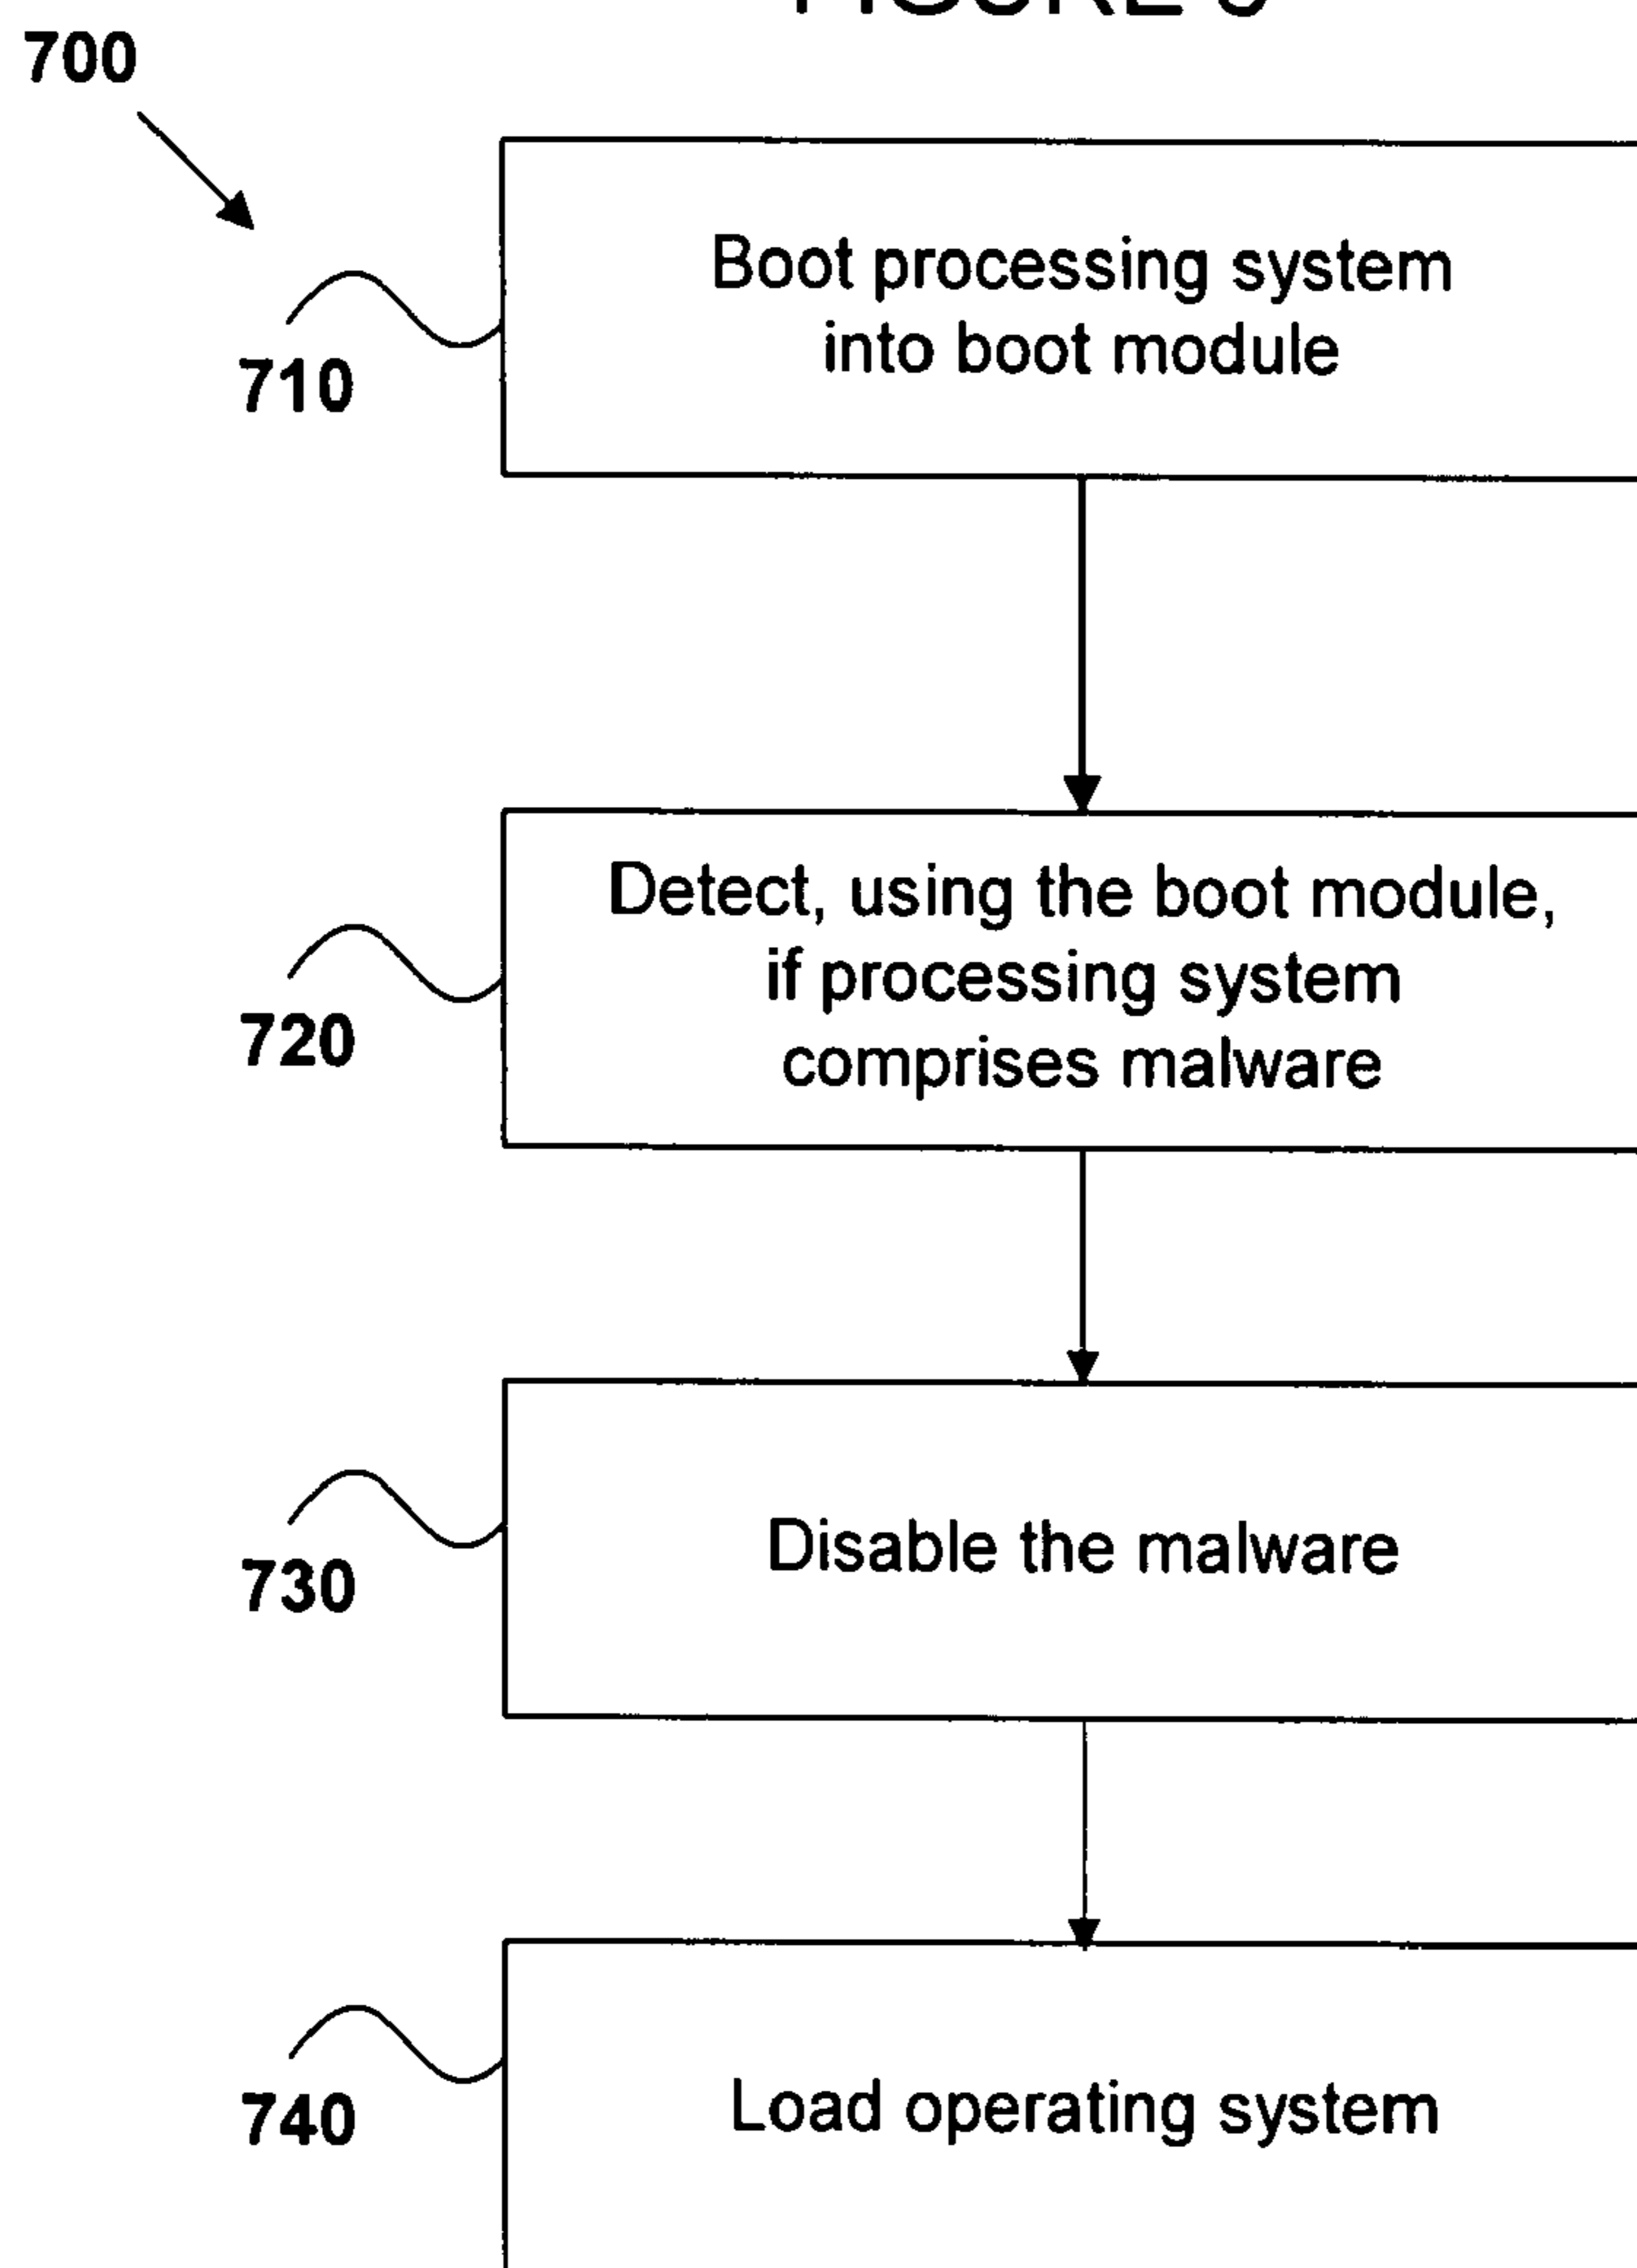 700
Boot processing system
into boot module
710
Detect, using the boot module,
if processing system
comprises malware
720
Disable the malware
730
Load operating system
740